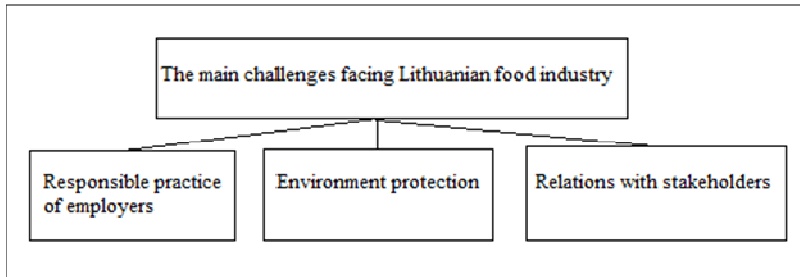 The main challenges facing Lithuanian food industry
Responsible practice
of employers
Environment protection
Relations with stakeholders